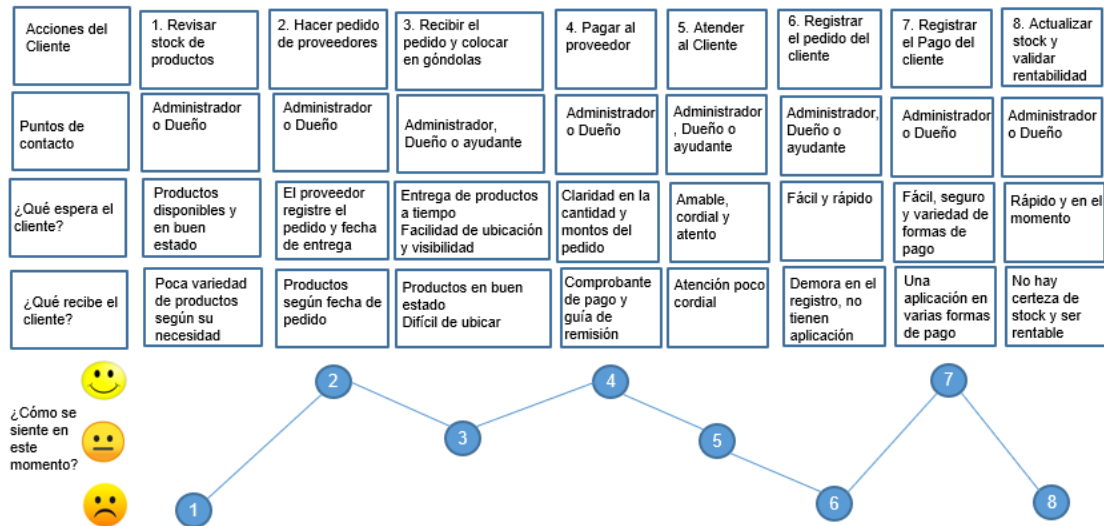 Acciones del
Cliente
1. Revisar
stock de
productos
2. Hacer pedido
de proveedores
3. Recibir el
pedido y colocar
en góndolas
4. Pagar al
proveedor
5. Atender
al Cliente
6. Registrar
el pedido del
cliente
7. Registrar
el Pago del
cliente
8. Actualizar
stock y
validar
rentabilidad
Puntos de
contacto
Administrador
o Dueño
Administrador
o Dueño
Administrador,
Dueño o ayudante
Administrador
o Dueño
Administrador
, Dueño o
ayudante
Administrador,
Dueño o
ayudante
Administrador
o Dueño
Administrador
o Dueño
¿Qué espera el
cliente?
Productos
disponibles y
en buen
estado
El proveedor
registre el
pedido y fecha
de entrega
Entrega de productos
a tiempo
Facilidad de ubicación
y visibilidad
Claridad en la
cantidad y
montos del
pedido
Amable,
cordial y
atento
Fácil y rápido
Fácil, seguro
y variedad de
formas de
pago
Rápido y en el
momento
¿Qué recibe el
cliente?
Poca variedad
de productos
según su
necesidad
Productos
según fecha de
pedido
Productos en buen
estado
Difícil de ubicar
Comprobante
de pago y
guía de
remisión
Atención poco
cordial
Demora en el
registro, no
tienen
aplicación
Una
aplicación en
varias formas
de pago
No hay
certeza de
stock y ser
rentable
¿Cómo se
siente en
este
momento?
1
2
3
4
5
6
7
8